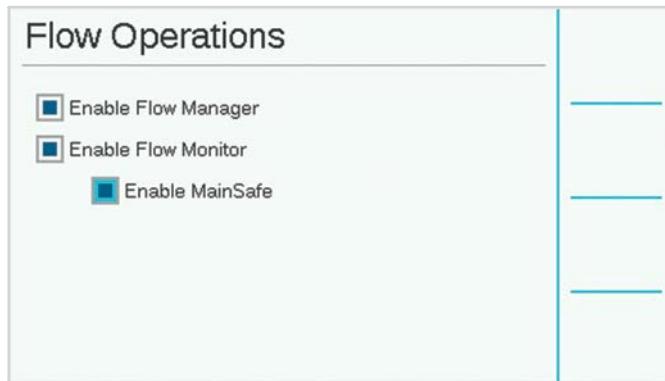 Flow Operations
Enable Flow Manager
Enable Flow Monitor
Enable MainSafe